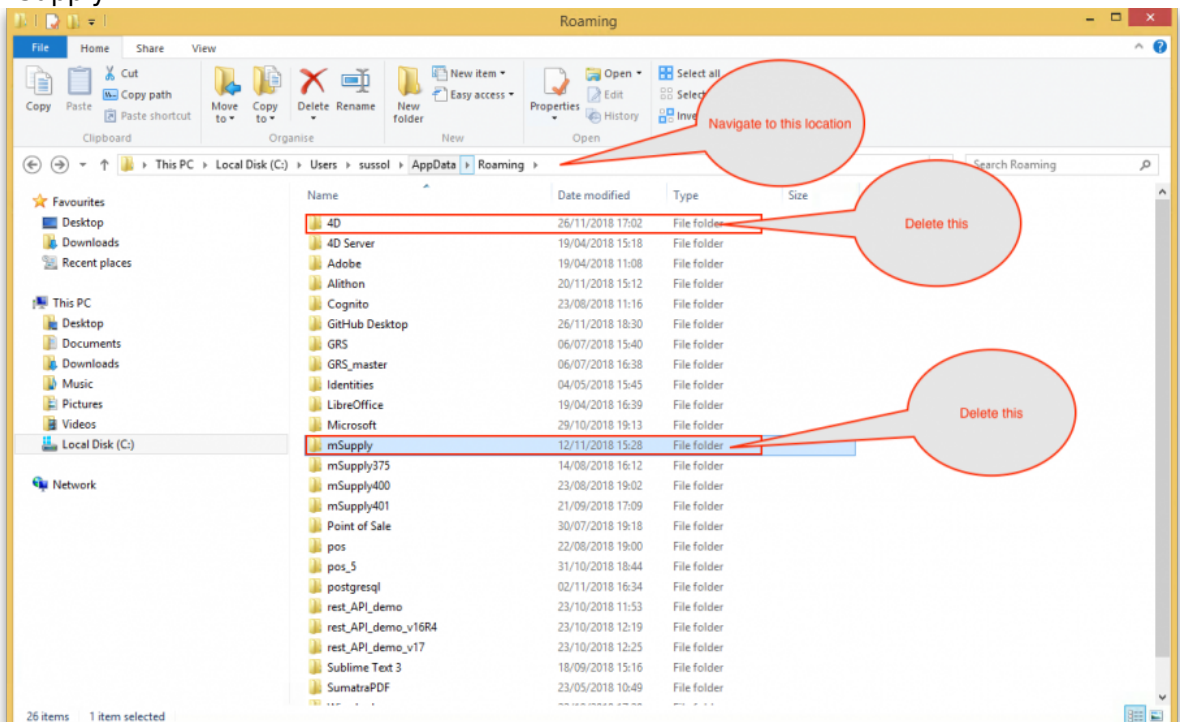 Roaming
File Home Share View
Copy
Paste
Cut
Copy path
Paste shortcut
Clipboard
Move to
Copy to
Delete
Rename
Organise
New folder
New item
Easy access
New
Properties
Open
Edit
History
Open
Select all
Navigate to this location
This PC Local Disk (C:) Users sussol AppData Roaming
Search Roaming
Favourites
Desktop
Downloads
Recent places
This PC
Desktop
Documents
Downloads
Music
Pictures
Videos
Local Disk (C:)
Network
Name Date modified Type Size
4D 26/11/2018 17:02 File folder
Delete this
4D Server 19/04/2018 15:18 File folder
Adobe 19/04/2018 11:08 File folder
Alithon 20/11/2018 15:12 File folder
Cognito 23/08/2018 11:16 File folder
GitHub Desktop 26/11/2018 18:30 File folder
GRS 06/07/2018 15:40 File folder
GRS_master 06/07/2018 16:38 File folder
Identities 04/05/2018 15:45 File folder
LibreOffice 19/04/2018 16:39 File folder
Microsoft 29/10/2018 19:13 File folder
Delete this
mSupply 12/11/2018 15:28 File folder
mSupply375 14/08/2018 16:12 File folder
mSupply400 23/08/2018 19:02 File folder
mSupply401 21/09/2018 17:09 File folder
Point of Sale 30/07/2018 19:18 File folder
pos 22/08/2018 19:00 File folder
pos_5 31/10/2018 18:44 File folder
postgresql 02/11/2018 16:34 File folder
rest_API_demo 23/10/2018 11:53 File folder
rest_API_demo_v16R4 23/10/2018 12:19 File folder
rest_API_demo_v17 23/10/2018 12:25 File folder
Sublime Text 3 18/09/2018 15:16 File folder
SumatraPDF 23/05/2018 10:49 File folder
26 items 1 item selected